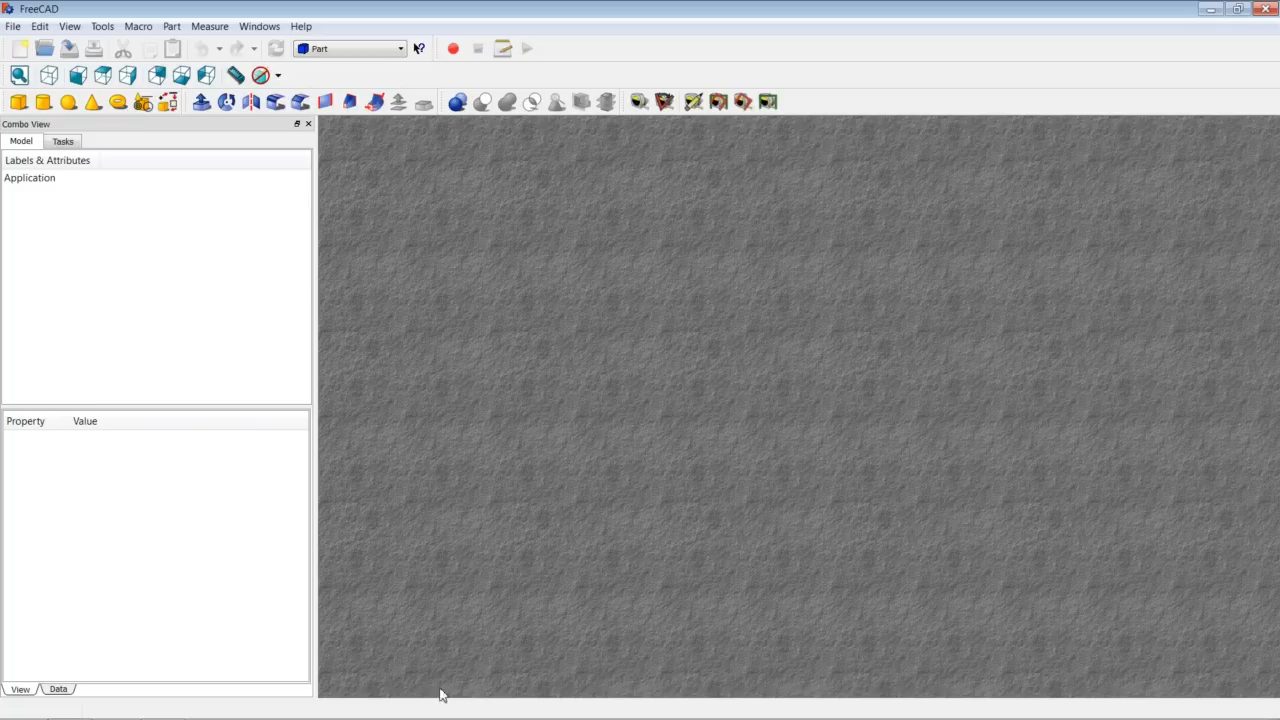 FreeCAD
File Edit View Tools Macro Part Measure Windows Help
Part
Combo View
Model Tasks
Labels & Attributes
Application
Property Value
View Data